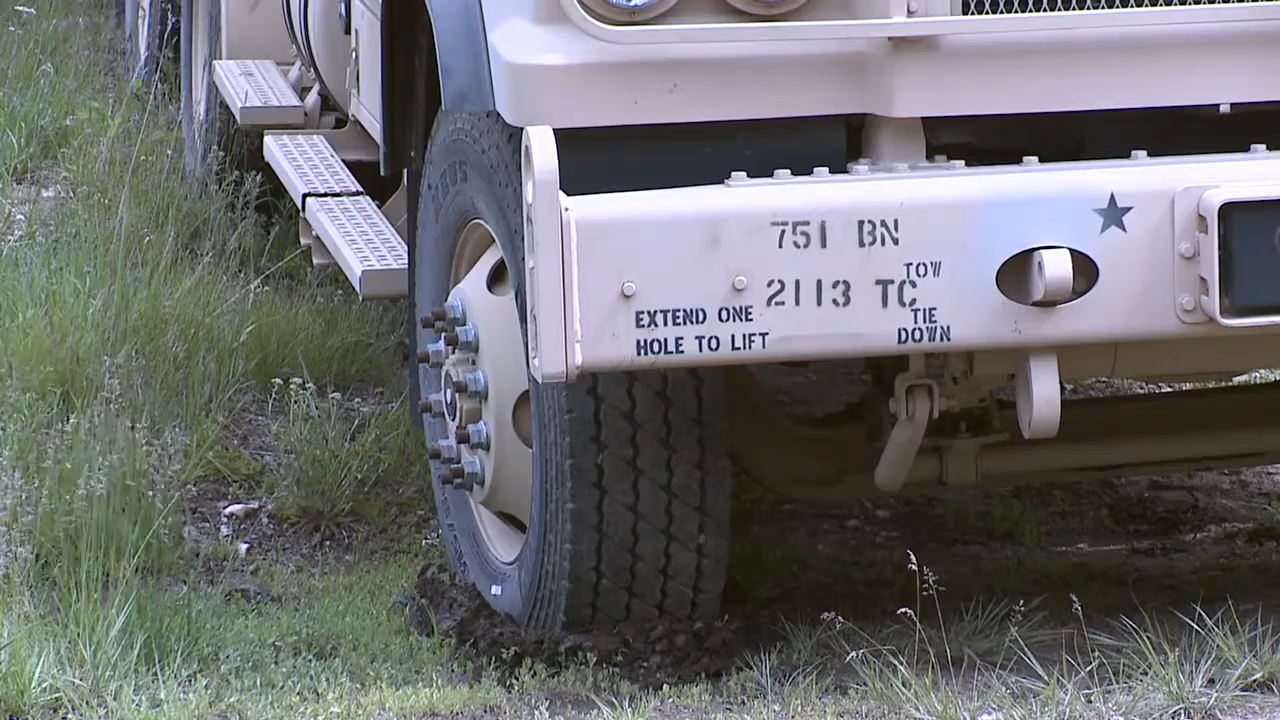 751 BN
2113 TC
TOW
TIE
DOWN
EXTEND ONE
HOLE TO LIFT